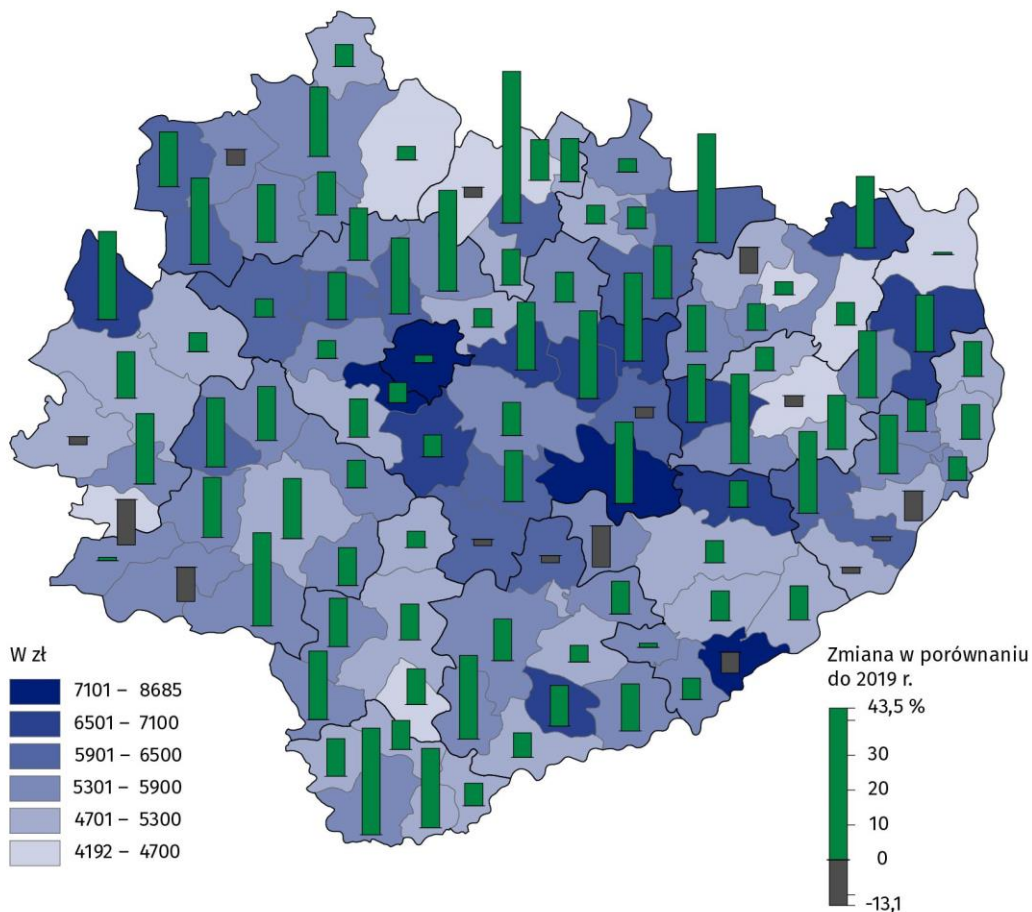 W zł
7101 – 8685
6501 – 7100
5901 – 6500
5301 – 5900
4701 – 5300
4192 – 4700
Zmiana w porównaniu
do 2019 r.
43,5 %
30
20
10
0
-13,1